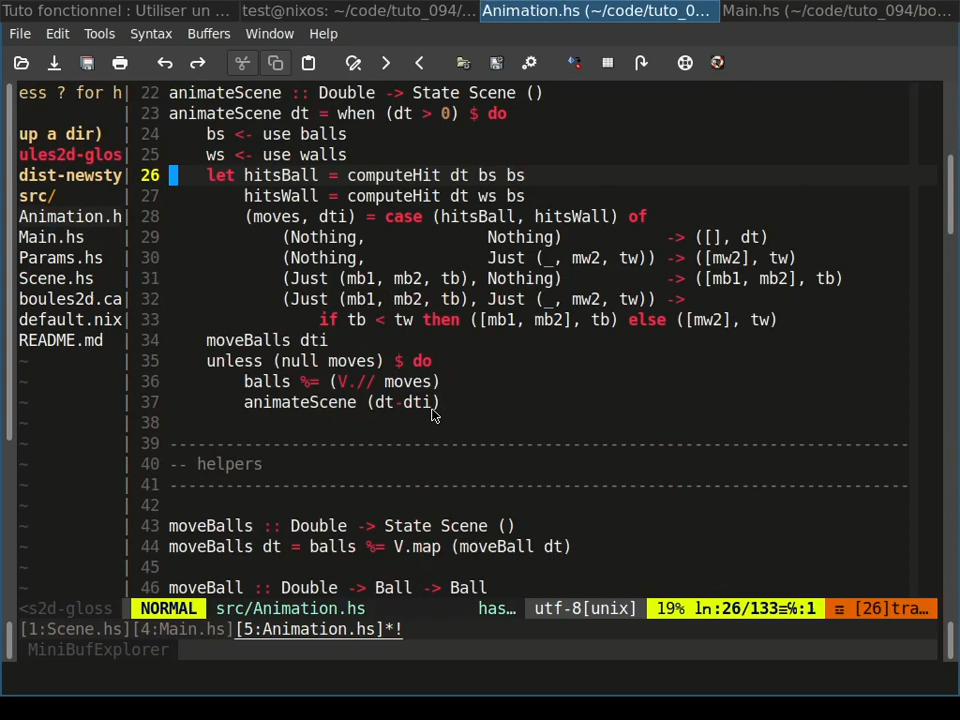 Tuto fonctionnel : Utiliser un ... test@nixos: ~/code/tuto_094/... Animation.hs (~/code/tuto_0... Main.hs (~/code/tuto_094/bo...
File Edit Tools Syntax Buffers Window Help
ess ? for h| 22 animateScene :: Double -> State Scene ()
| 23 animateScene dt = when (dt > 0) $ do
up a dir) | 24 bs <- use balls
ules2d-glos| 25 ws <- use walls
dist-newsty| 26 let hitsBall = computeHit dt bs bs
src/ | 27 hitsWall = computeHit dt ws bs
Animation.h| 28 (moves, dti) = case (hitsBall, hitsWall) of
Main.hs | 29 (Nothing, Nothing) -> ([], dt)
Params.hs | 30 (Nothing, Just (_, mw2, tw)) -> ([mw2], tw)
Scene.hs | 31 (Just (mb1, mb2, tb), Nothing) -> ([mb1, mb2], tb)
boules2d.ca| 32 (Just (mb1, mb2, tb), Just (_, mw2, tw)) ->
default.nix| 33 if tb < tw then ([mb1, mb2], tb) else ([mw2], tw)
README.md | 34 moveBalls dti
~ | 35 unless (null moves) $ do
~ | 36 balls %= (V.// moves)
~ | 37 animateScene (dt-dti)
~ | 38
~ | 39 -----------------------------------------------------------------------
~ | 40 -- helpers
~ | 41 -----------------------------------------------------------------------
~ | 42
~ | 43 moveBalls :: Double -> State Scene ()
~ | 44 moveBalls dt = balls %= V.map (moveBall dt)
~ | 45
~ | 46 moveBall :: Double -> Ball -> Ball
<s2d-gloss NORMAL src/Animation.hs has... utf-8[unix] 19% ln:26/133≡℅:1 ≡ [26]tra...
[1:Scene.hs][4:Main.hs][5:Animation.hs]*!
MiniBufExplorer